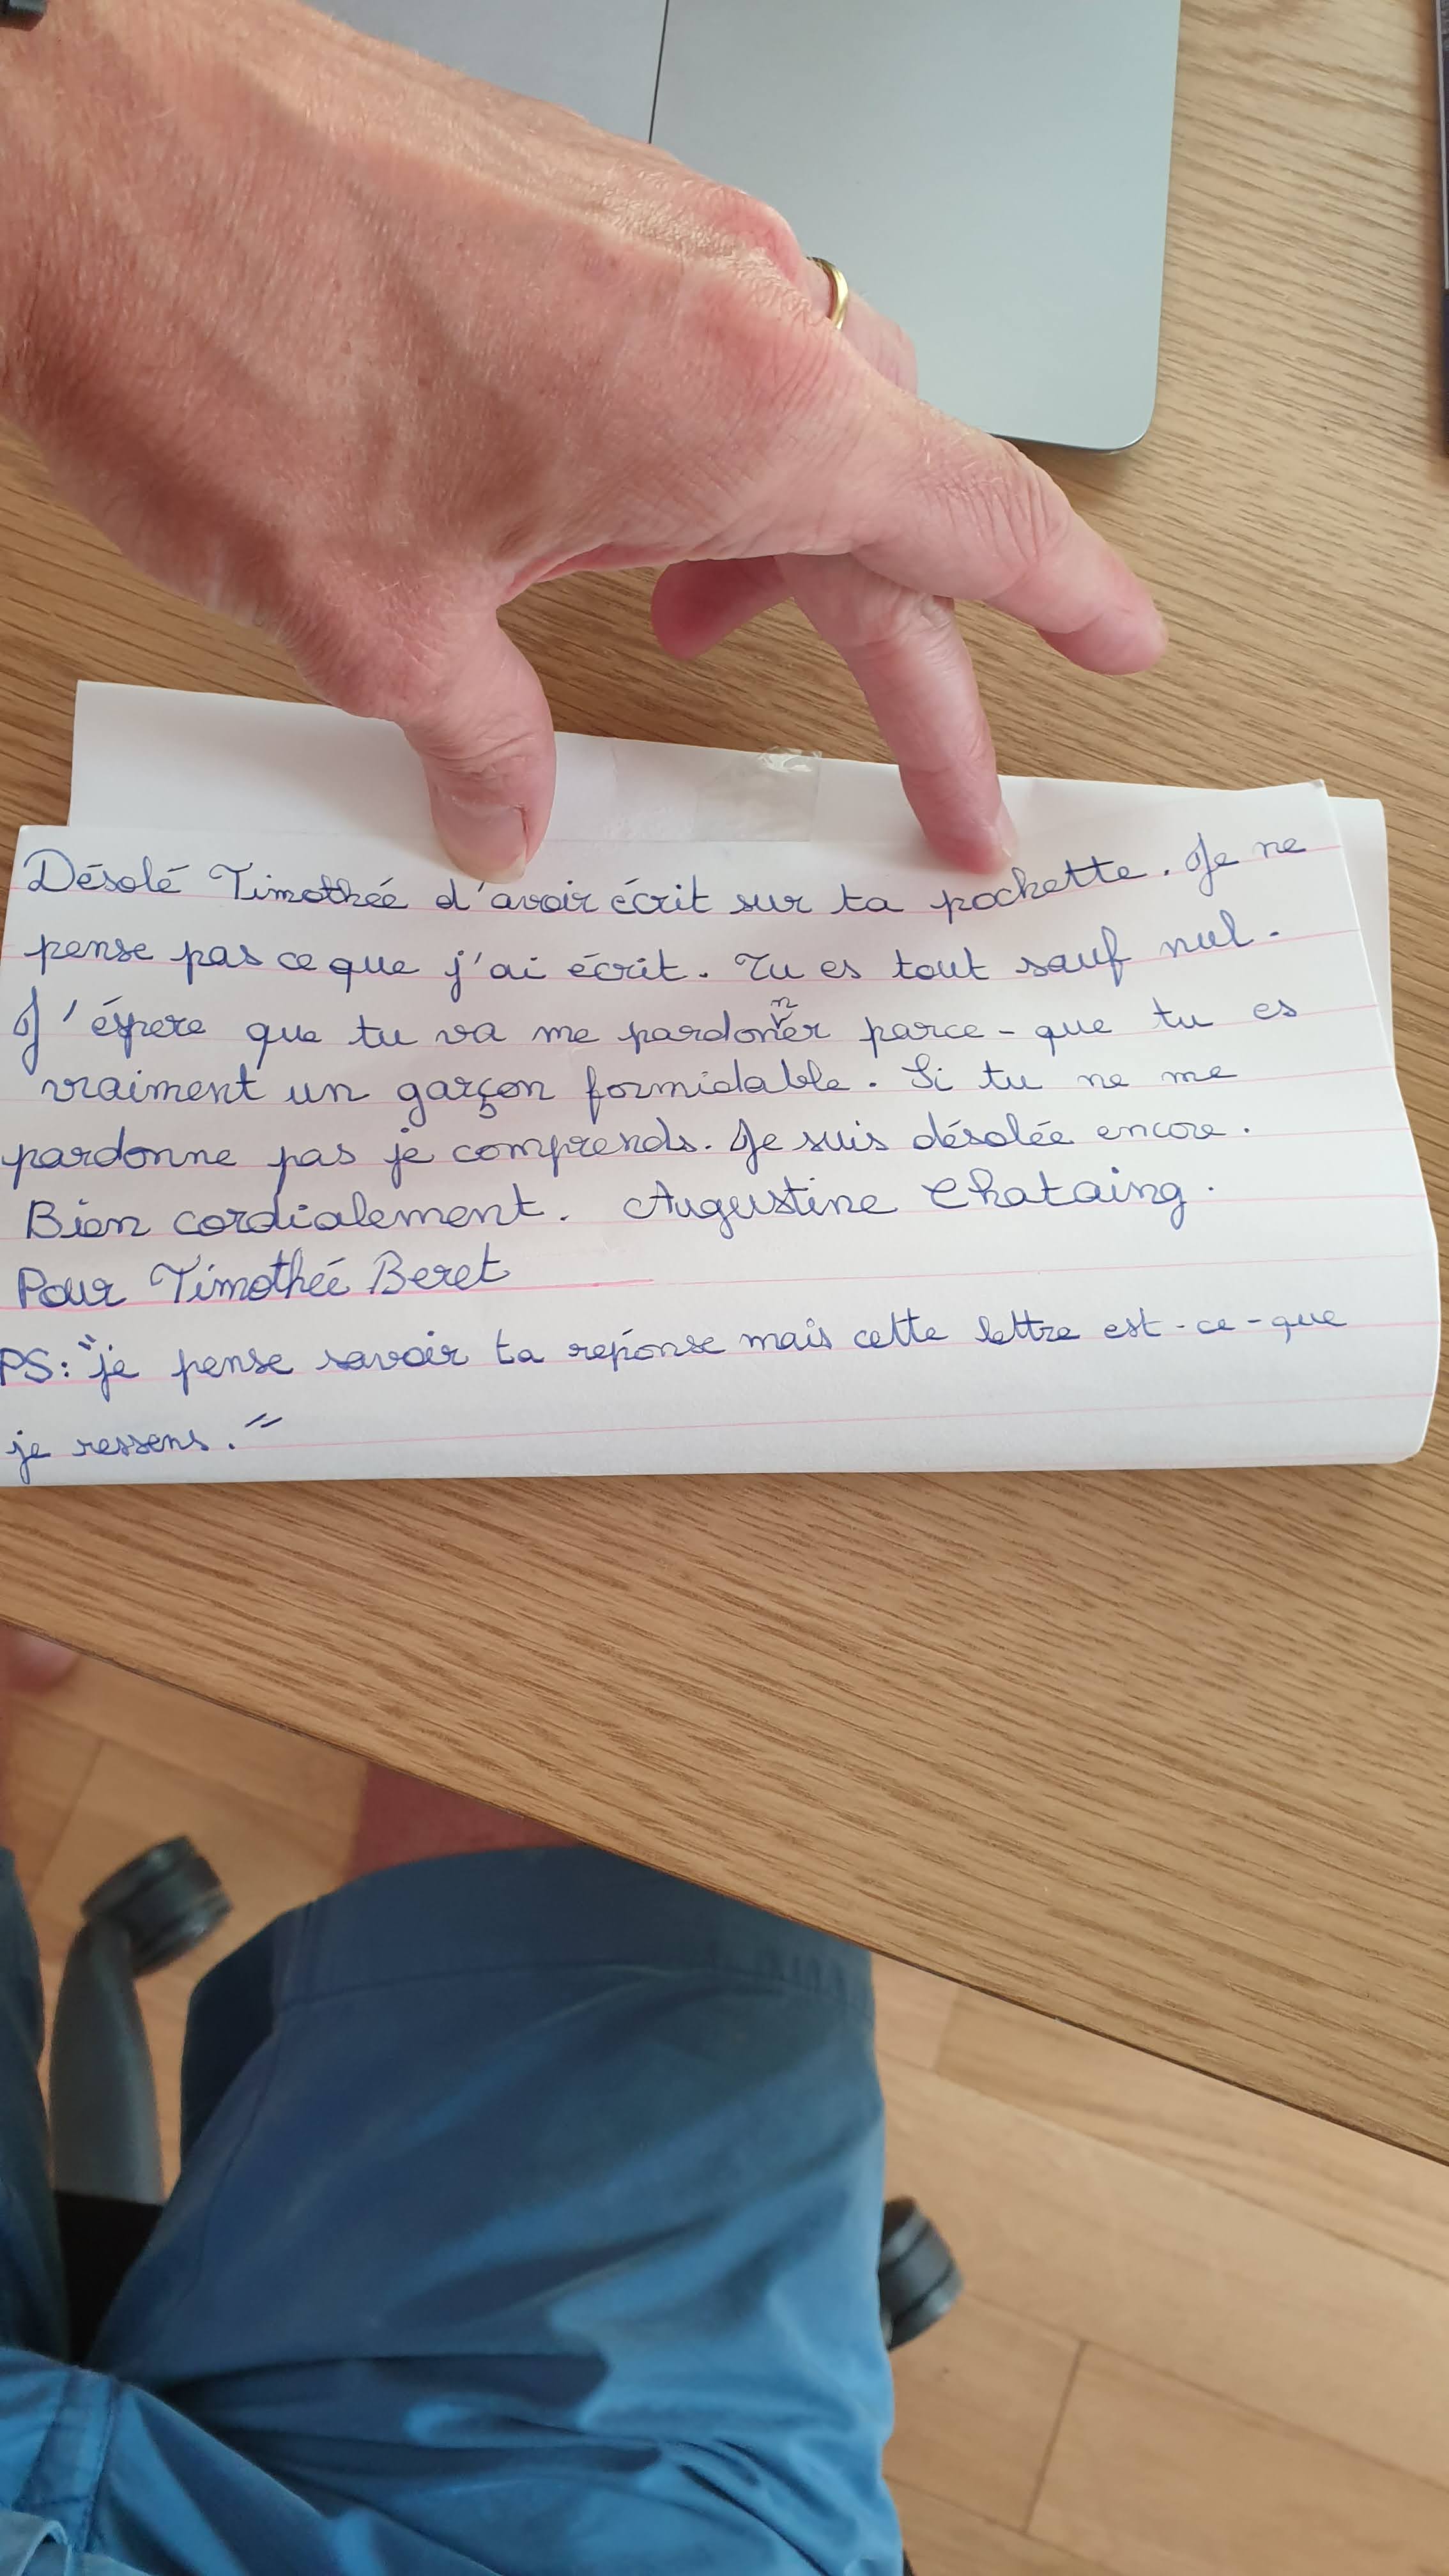 Désolé Timothée d'avoir écrit sur ta pochette. Je ne
pense pas ce que j'ai écrit. Tu es tout sauf nul.
J'éspere que tu va me pardonner parce-que tu es
vraiment un garçon formidable. Si tu ne me
pardonne pas je comprends. Je suis désolée encore.
Bien cordialement. Augustine Chataing.
Pour Timothée Beret
PS: "je pense savoir ta reponse mais cette lettre est-ce-que
je ressens."